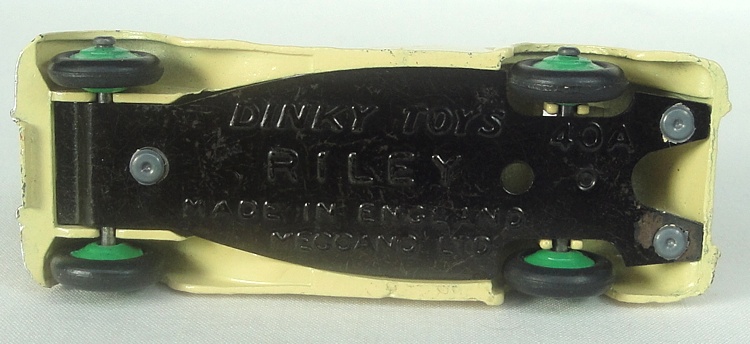 DINKY TOYS
40A
RILEY
MADE IN ENGLAND
MECCANO LTD